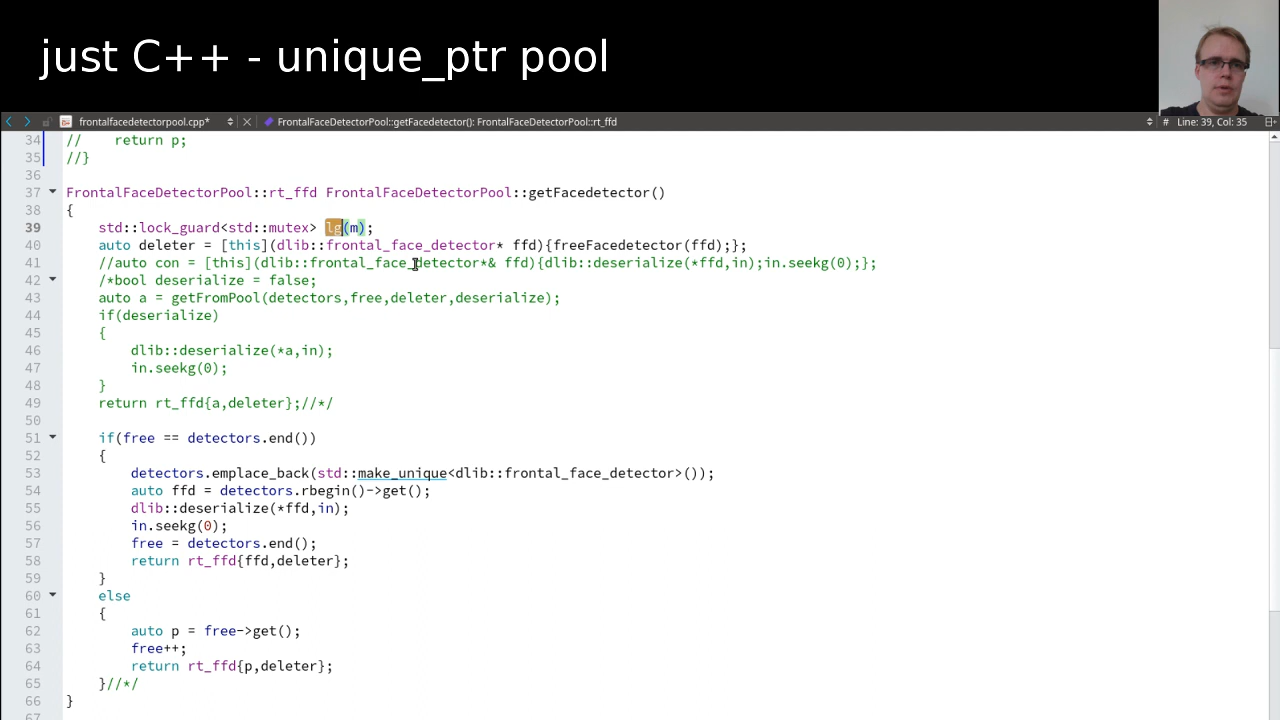 just C++ - unique_ptr pool
frontalfacedetectorpool.cpp* FrontalFaceDetectorPool::getFacedetector(): FrontalFaceDetectorPool::rt_ffd # Line: 39, Col: 35
34 //    return p;
35 //}
36
37 FrontalFaceDetectorPool::rt_ffd FrontalFaceDetectorPool::getFacedetector()
38 {
39     std::lock_guard<std::mutex> lg(m);
40     auto deleter = [this](dlib::frontal_face_detector* ffd){freeFacedetector(ffd);};
41     //auto con = [this](dlib::frontal_face_detector*& ffd){dlib::deserialize(*ffd,in);in.seekg(0);};
42     /*bool deserialize = false;
43     auto a = getFromPool(detectors,free,deleter,deserialize);
44     if(deserialize)
45     {
46         dlib::deserialize(*a,in);
47         in.seekg(0);
48     }
49     return rt_ffd{a,deleter};//*/
50
51     if(free == detectors.end())
52     {
53         detectors.emplace_back(std::make_unique<dlib::frontal_face_detector>());
54         auto ffd = detectors.rbegin()->get();
55         dlib::deserialize(*ffd,in);
56         in.seekg(0);
57         free = detectors.end();
58         return rt_ffd{ffd,deleter};
59     }
60     else
61     {
62         auto p = free->get();
63         free++;
64         return rt_ffd{p,deleter};
65     }//*/
66 }
67